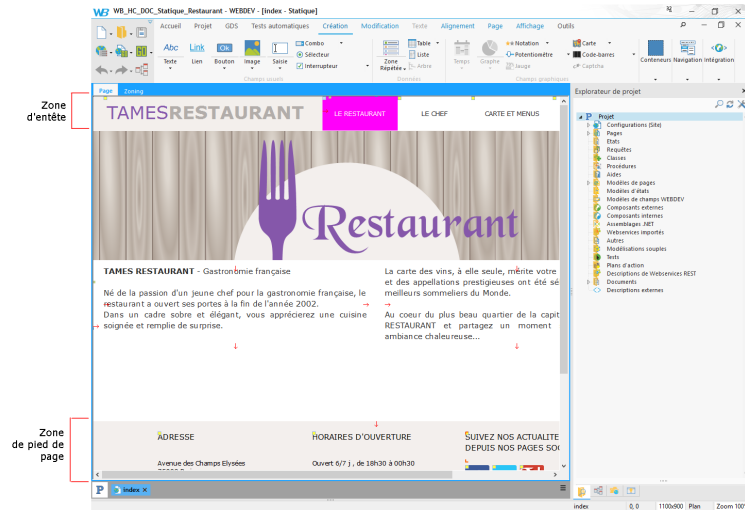 WB_HC_DOC_Statique_Restaurant - WEBDEV - [index - Statique]
Accueil Projet GDS Tests automatiques Création Modification Texte Alignement Page Affichage Outils
Abc Link Ok
Texte Lien Bouton Image Saisie
Combo
Sélecteur
Interrupteur
Champs usuels
Zone
Répétée
Table
Liste
Arbre
Données
Temps Graphe
Notation
Potentiomètre
Jauge
Champs graphiques
Carte
Code-barres
Captcha
Conteneurs Navigation Intégration
Page Zoning
Zone
d'entête
TAMESRESTAURANT
LE RESTAURANT LE CHEF CARTE ET MENUS
Restaurant
TAMES RESTAURANT - Gastronomie française
Né de la passion d'un jeune chef pour la gastronomie française, le
restaurant a ouvert ses portes à la fin de l'année 2002.
Dans un cadre sobre et élégant, vous apprécierez une cuisine
soignée et remplie de surprise.
La carte des vins, à elle seule, mérite votre
et des appellations prestigieuses ont été sé
meilleurs sommeliers du Monde.
Au coeur du plus beau quartier de la capit
RESTAURANT et partagez un moment
ambiance chaleureuse...
Zone
de pied de
page
ADRESSE
Avenue des Champs Elysées
HORAIRES D'OUVERTURE
Ouvert 6/7 j , de 18h30 à 00h30
SUIVEZ NOS ACTUALITE
DEPUIS NOS PAGES SOC
index
Explorateur de projet
Projet
Configurations (Site)
Pages
Etats
Requêtes
Classes
Procédures
Aides
Modèles de pages
Modèles d'états
Modèles de champs WEBDEV
Composants externes
Composants internes
Assemblages .NET
Webservices importés
Autres
Modélisations souples
Tests
Plans d'action
Descriptions de Webservices REST
Documents
Descriptions externes
index 0, 0 1100x900 Plan Zoom 100%